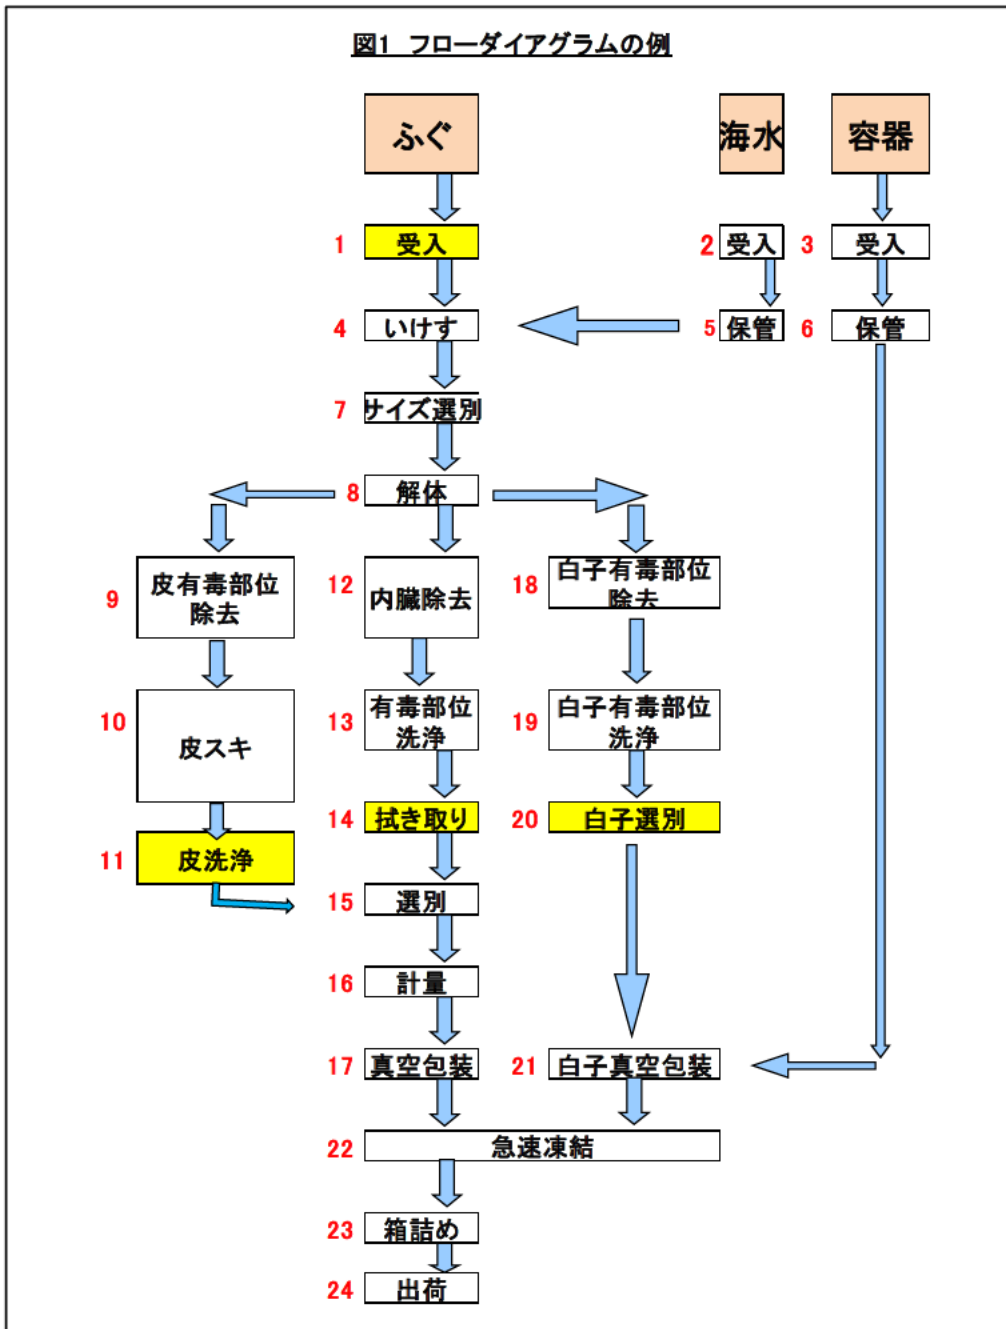 図1 フローダイアグラムの例
ふぐ
海水
容器
1 受入
2 受入
3 受入
4 いけす
5 保管
6 保管
7 サイズ選別
8 解体
9 皮有毒部位
除去
12 内臓除去
18 白子有毒部位
除去
10 皮スキ
13 有毒部位
洗浄
19 白子有毒部位
洗浄
14 拭き取り
20 白子選別
11 皮洗浄
15 選別
16 計量
17 真空包装
21 白子真空包装
22 急速凍結
23 箱詰め
24 出荷